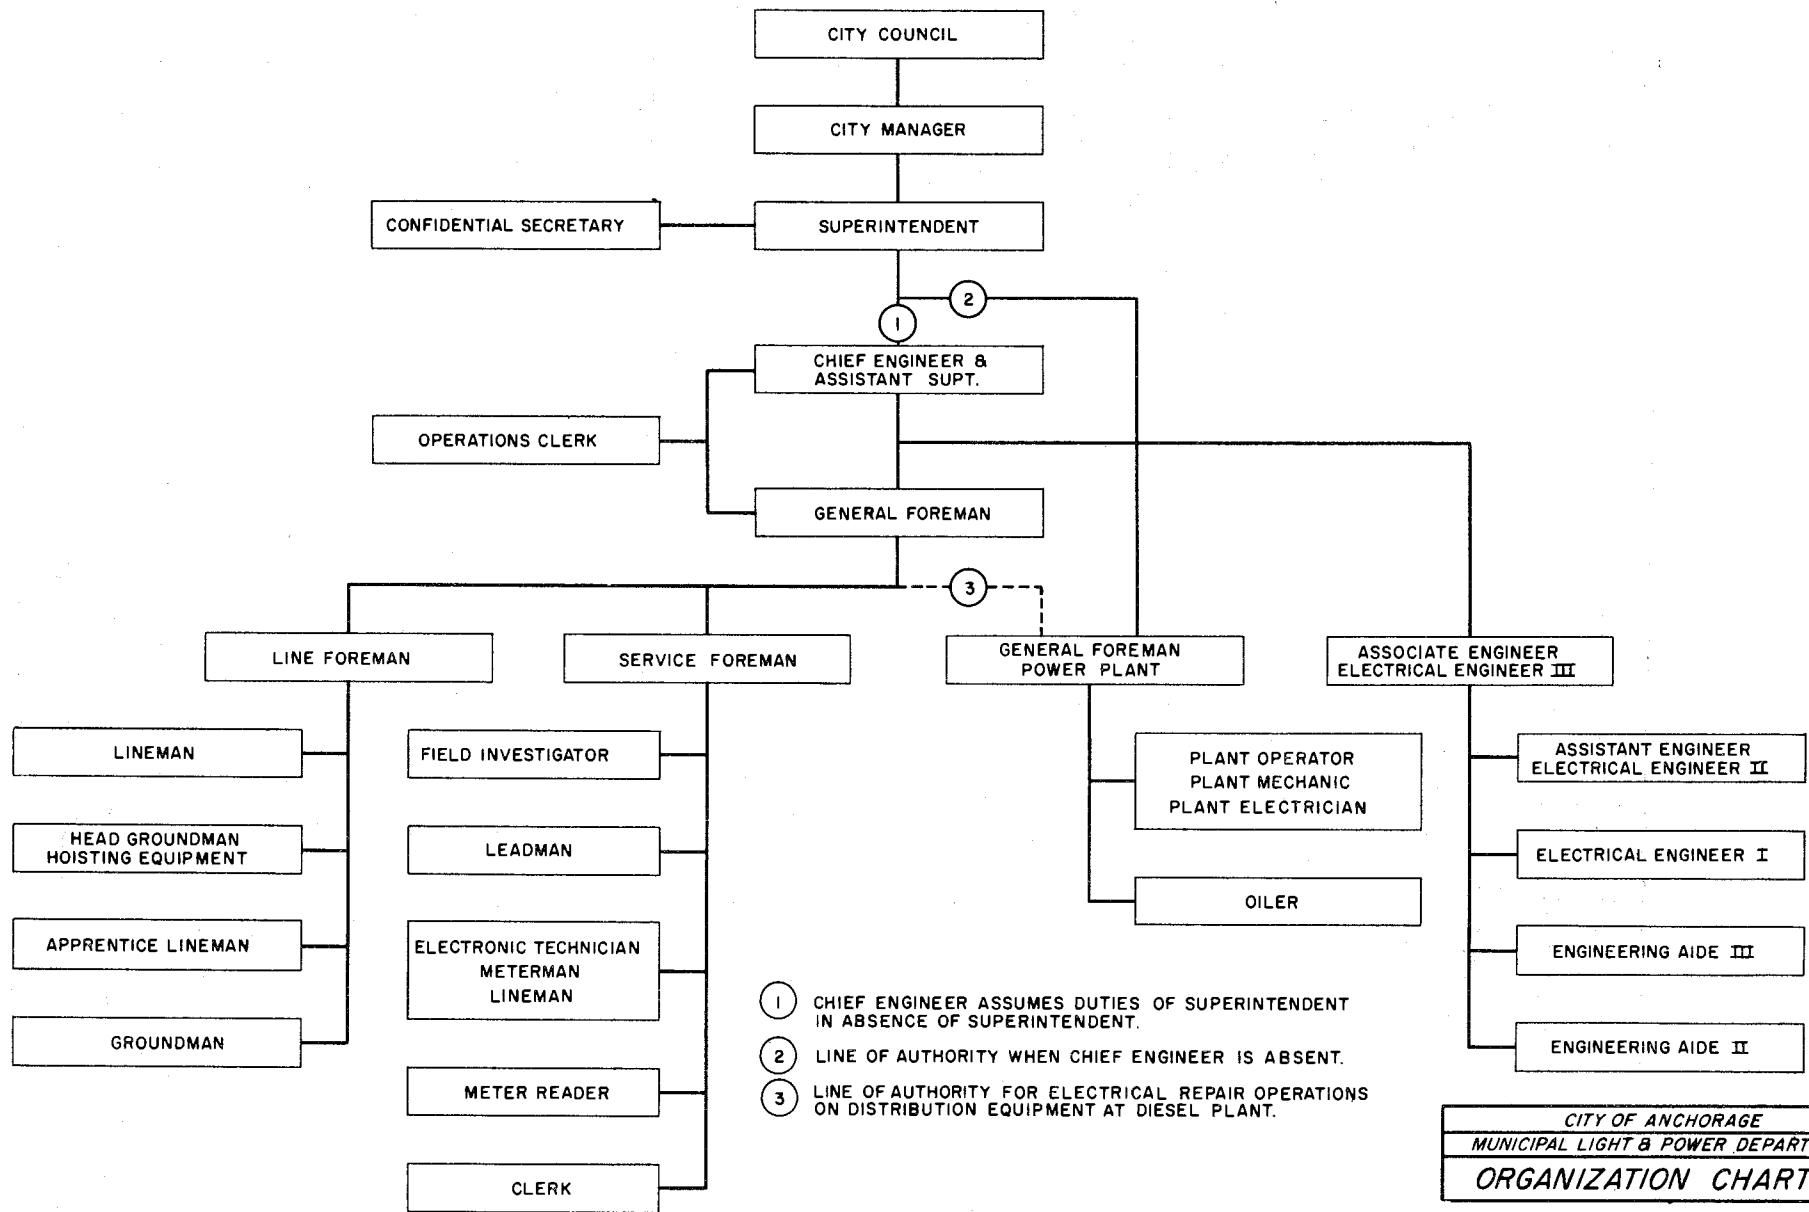 CITY COUNCIL
CITY MANAGER
CONFIDENTIAL SECRETARY
SUPERINTENDENT
2
1
CHIEF ENGINEER &
ASSISTANT SUPT.
OPERATIONS CLERK
GENERAL FOREMAN
3
LINE FOREMAN
SERVICE FOREMAN
GENERAL FOREMAN
POWER PLANT
ASSOCIATE ENGINEER
ELECTRICAL ENGINEER III
LINEMAN
HEAD GROUNDMAN
HOISTING EQUIPMENT
APPRENTICE LINEMAN
GROUNDMAN
FIELD INVESTIGATOR
LEADMAN
ELECTRONIC TECHNICIAN
METERMAN
LINEMAN
METER READER
CLERK
PLANT OPERATOR
PLANT MECHANIC
PLANT ELECTRICIAN
OILER
ASSISTANT ENGINEER
ELECTRICAL ENGINEER II
ELECTRICAL ENGINEER I
ENGINEERING AIDE III
ENGINEERING AIDE II
1 CHIEF ENGINEER ASSUMES DUTIES OF SUPERINTENDENT
IN ABSENCE OF SUPERINTENDENT.
2 LINE OF AUTHORITY WHEN CHIEF ENGINEER IS ABSENT.
3 LINE OF AUTHORITY FOR ELECTRICAL REPAIR OPERATIONS
ON DISTRIBUTION EQUIPMENT AT DIESEL PLANT.
CITY OF ANCHORAGE
MUNICIPAL LIGHT & POWER DEPART
ORGANIZATION CHART